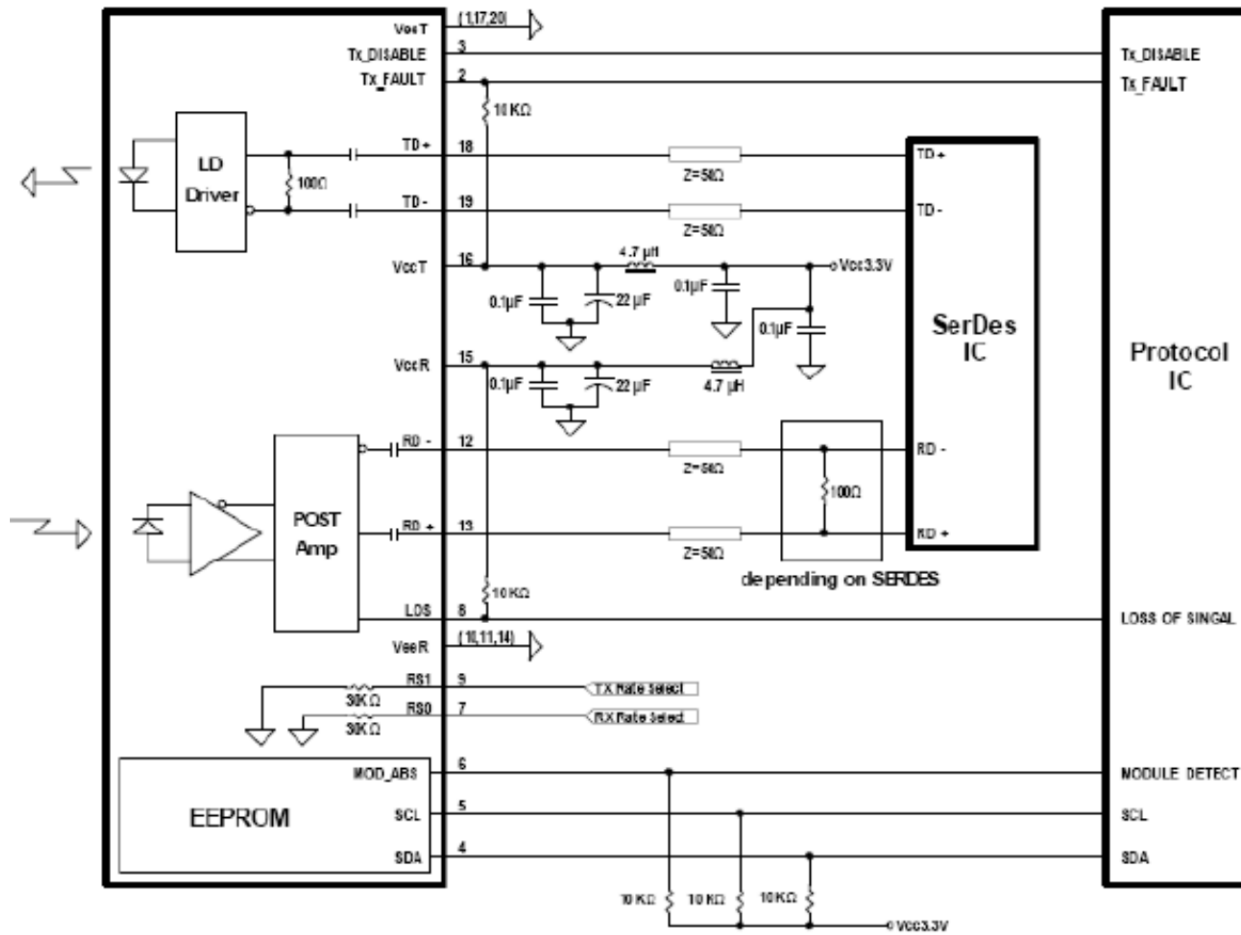 VeeT
(1,17,20)
Tx_DISABLE
3
Tx_DISABLE
Tx_FAULT
2
Tx_FAULT
10 KΩ
TD+
18
TD+
LD
Driver
100Ω
Z=50Ω
TD-
19
TD-
Z=50Ω
4.7 µH
VccT
16
Vcc3.3V
0.1µF
22 µF
0.1µF
0.1µF
SerDes
IC
Protocol
IC
VccR
15
0.1µF
22 µF
4.7 µH
RD -
12
RD -
Z=50Ω
100Ω
POST
Amp
RD +
13
RD +
Z=50Ω
depending on SERDES
10 KΩ
LOS
8
LOSS OF SINGAL
VeeR
(10,11,14)
RS1
9
TX Rate Select
30KΩ
RS0
7
RX Rate Select
30KΩ
MOD_ABS
6
MODULE DETECT
EEPROM
SCL
5
SCL
SDA
4
SDA
10 KΩ
10 KΩ
10 KΩ
Vcc3.3V